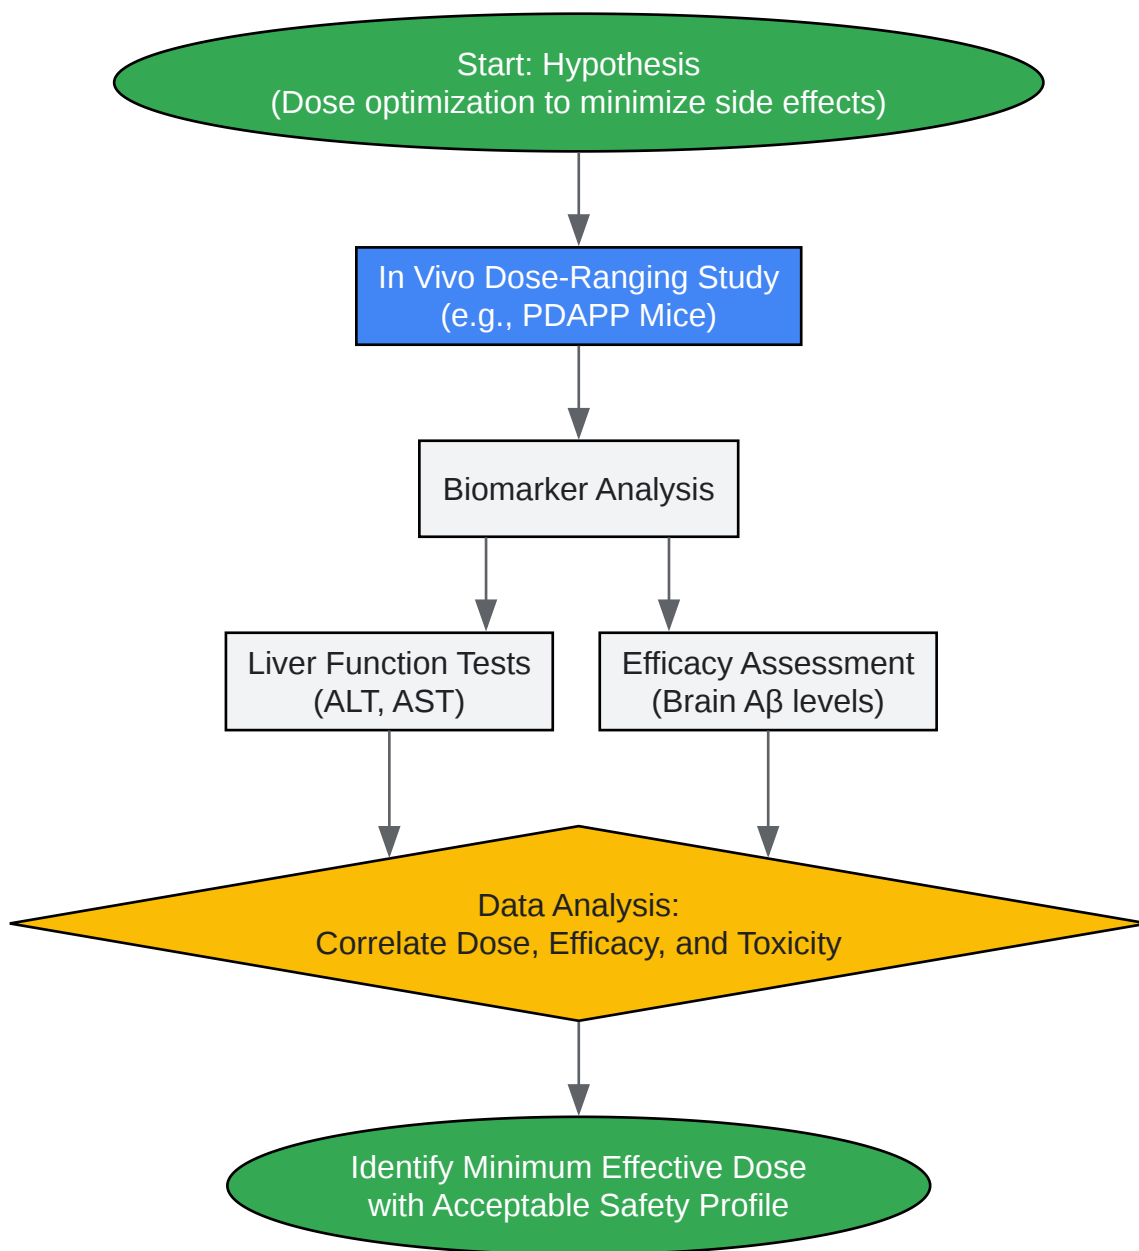 Start: Hypothesis
(Dose optimization to minimize side effects)
In Vivo Dose-Ranging Study
(e.g., PDAPP Mice)
Biomarker Analysis
Liver Function Tests
(ALT, AST)
Efficacy Assessment
(Brain Aβ levels)
Data Analysis:
Correlate Dose, Efficacy, and Toxicity
Identify Minimum Effective Dose
with Acceptable Safety Profile